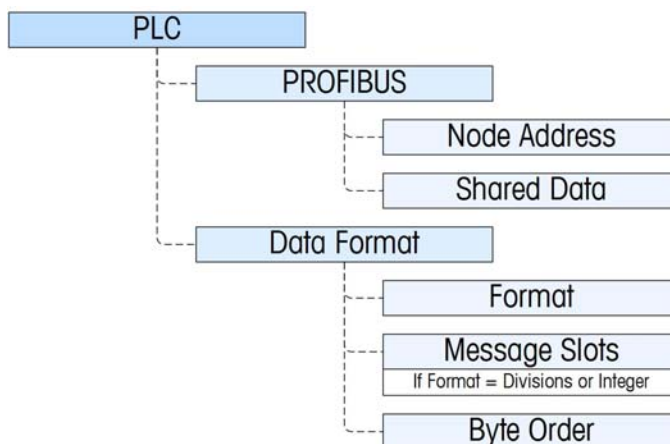 PLC
PROFIBUS
Node Address
Shared Data
Data Format
Format
Message Slots
If Format = Divisions or Integer
Byte Order